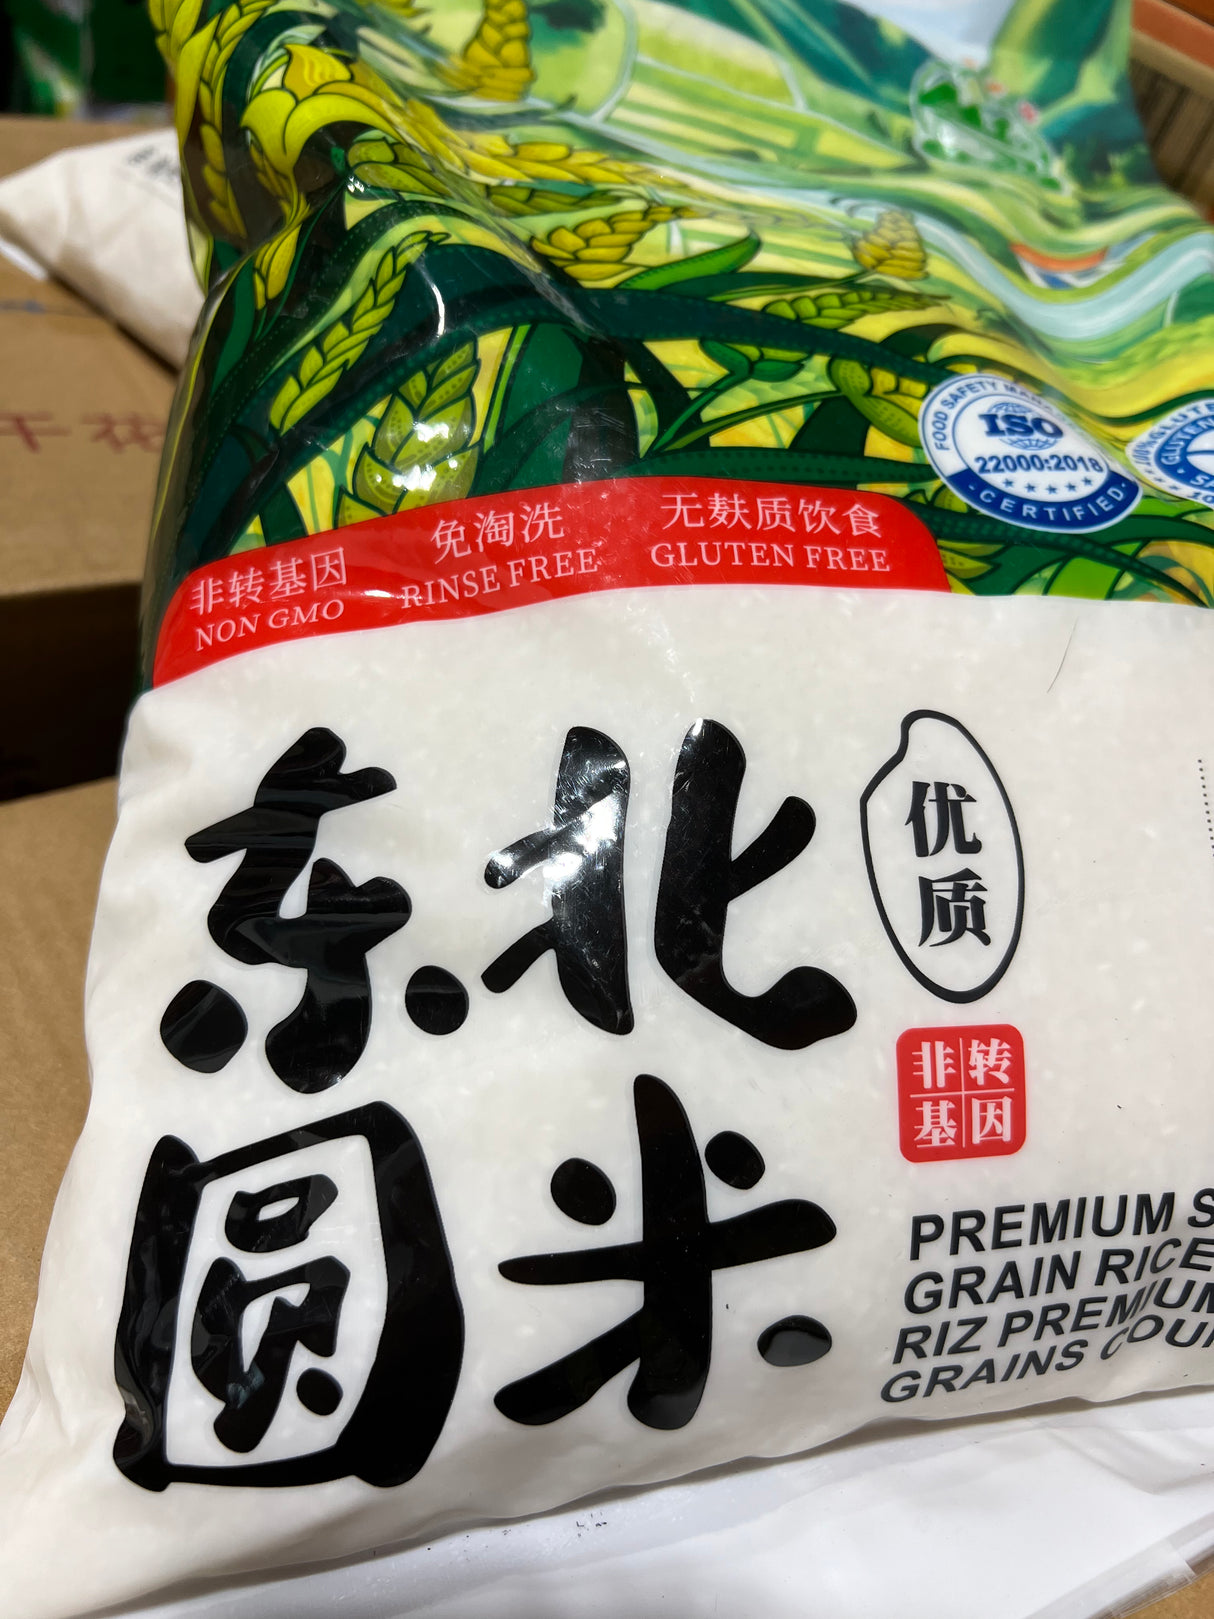 FOOD SAFETY
ISO
22000:2018
CERTIFIED
非转基因
NON GMO
免淘洗
RINSE FREE
无麸质饮食
GLUTEN FREE
东北
圆米
优质
非转
基因
PREMIUM
GRAIN RICE
RIZ PREMIUM
GRAINS